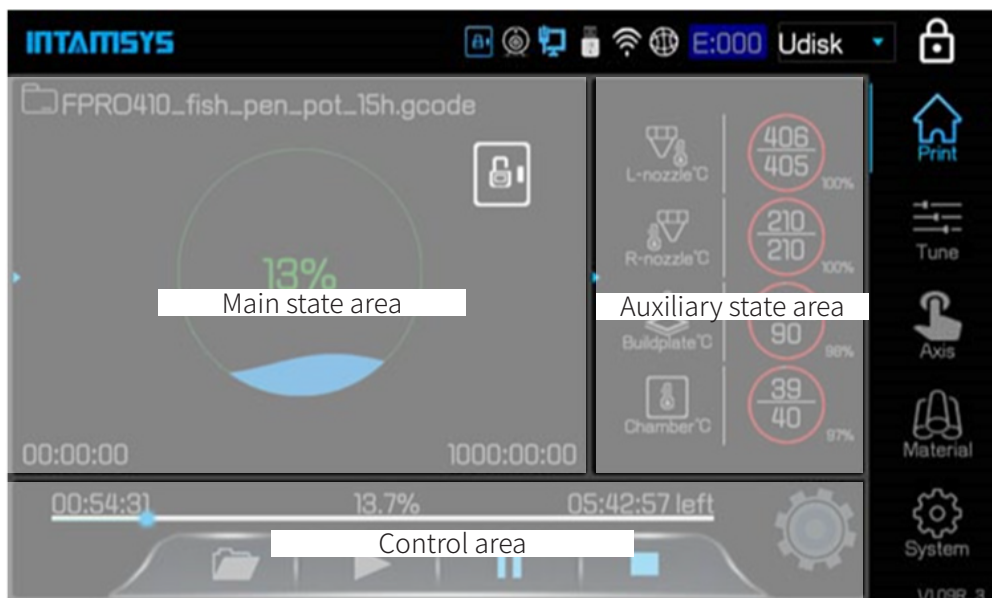 INTAMSYS
E:000 Udisk
FPRO410_fish_pen_pot_15h.gcode
13%
Main state area
00:00:00 1000:00:00
L-nozzle℃ 406 405 100%
R-nozzle℃ 210 210 100%
Auxiliary state area
Buildplate℃ 90 98%
Chamber℃ 39 40 97%
00:54:31 13.7% 05:42:57 left
Control area
Print
Tune
Axis
Material
System